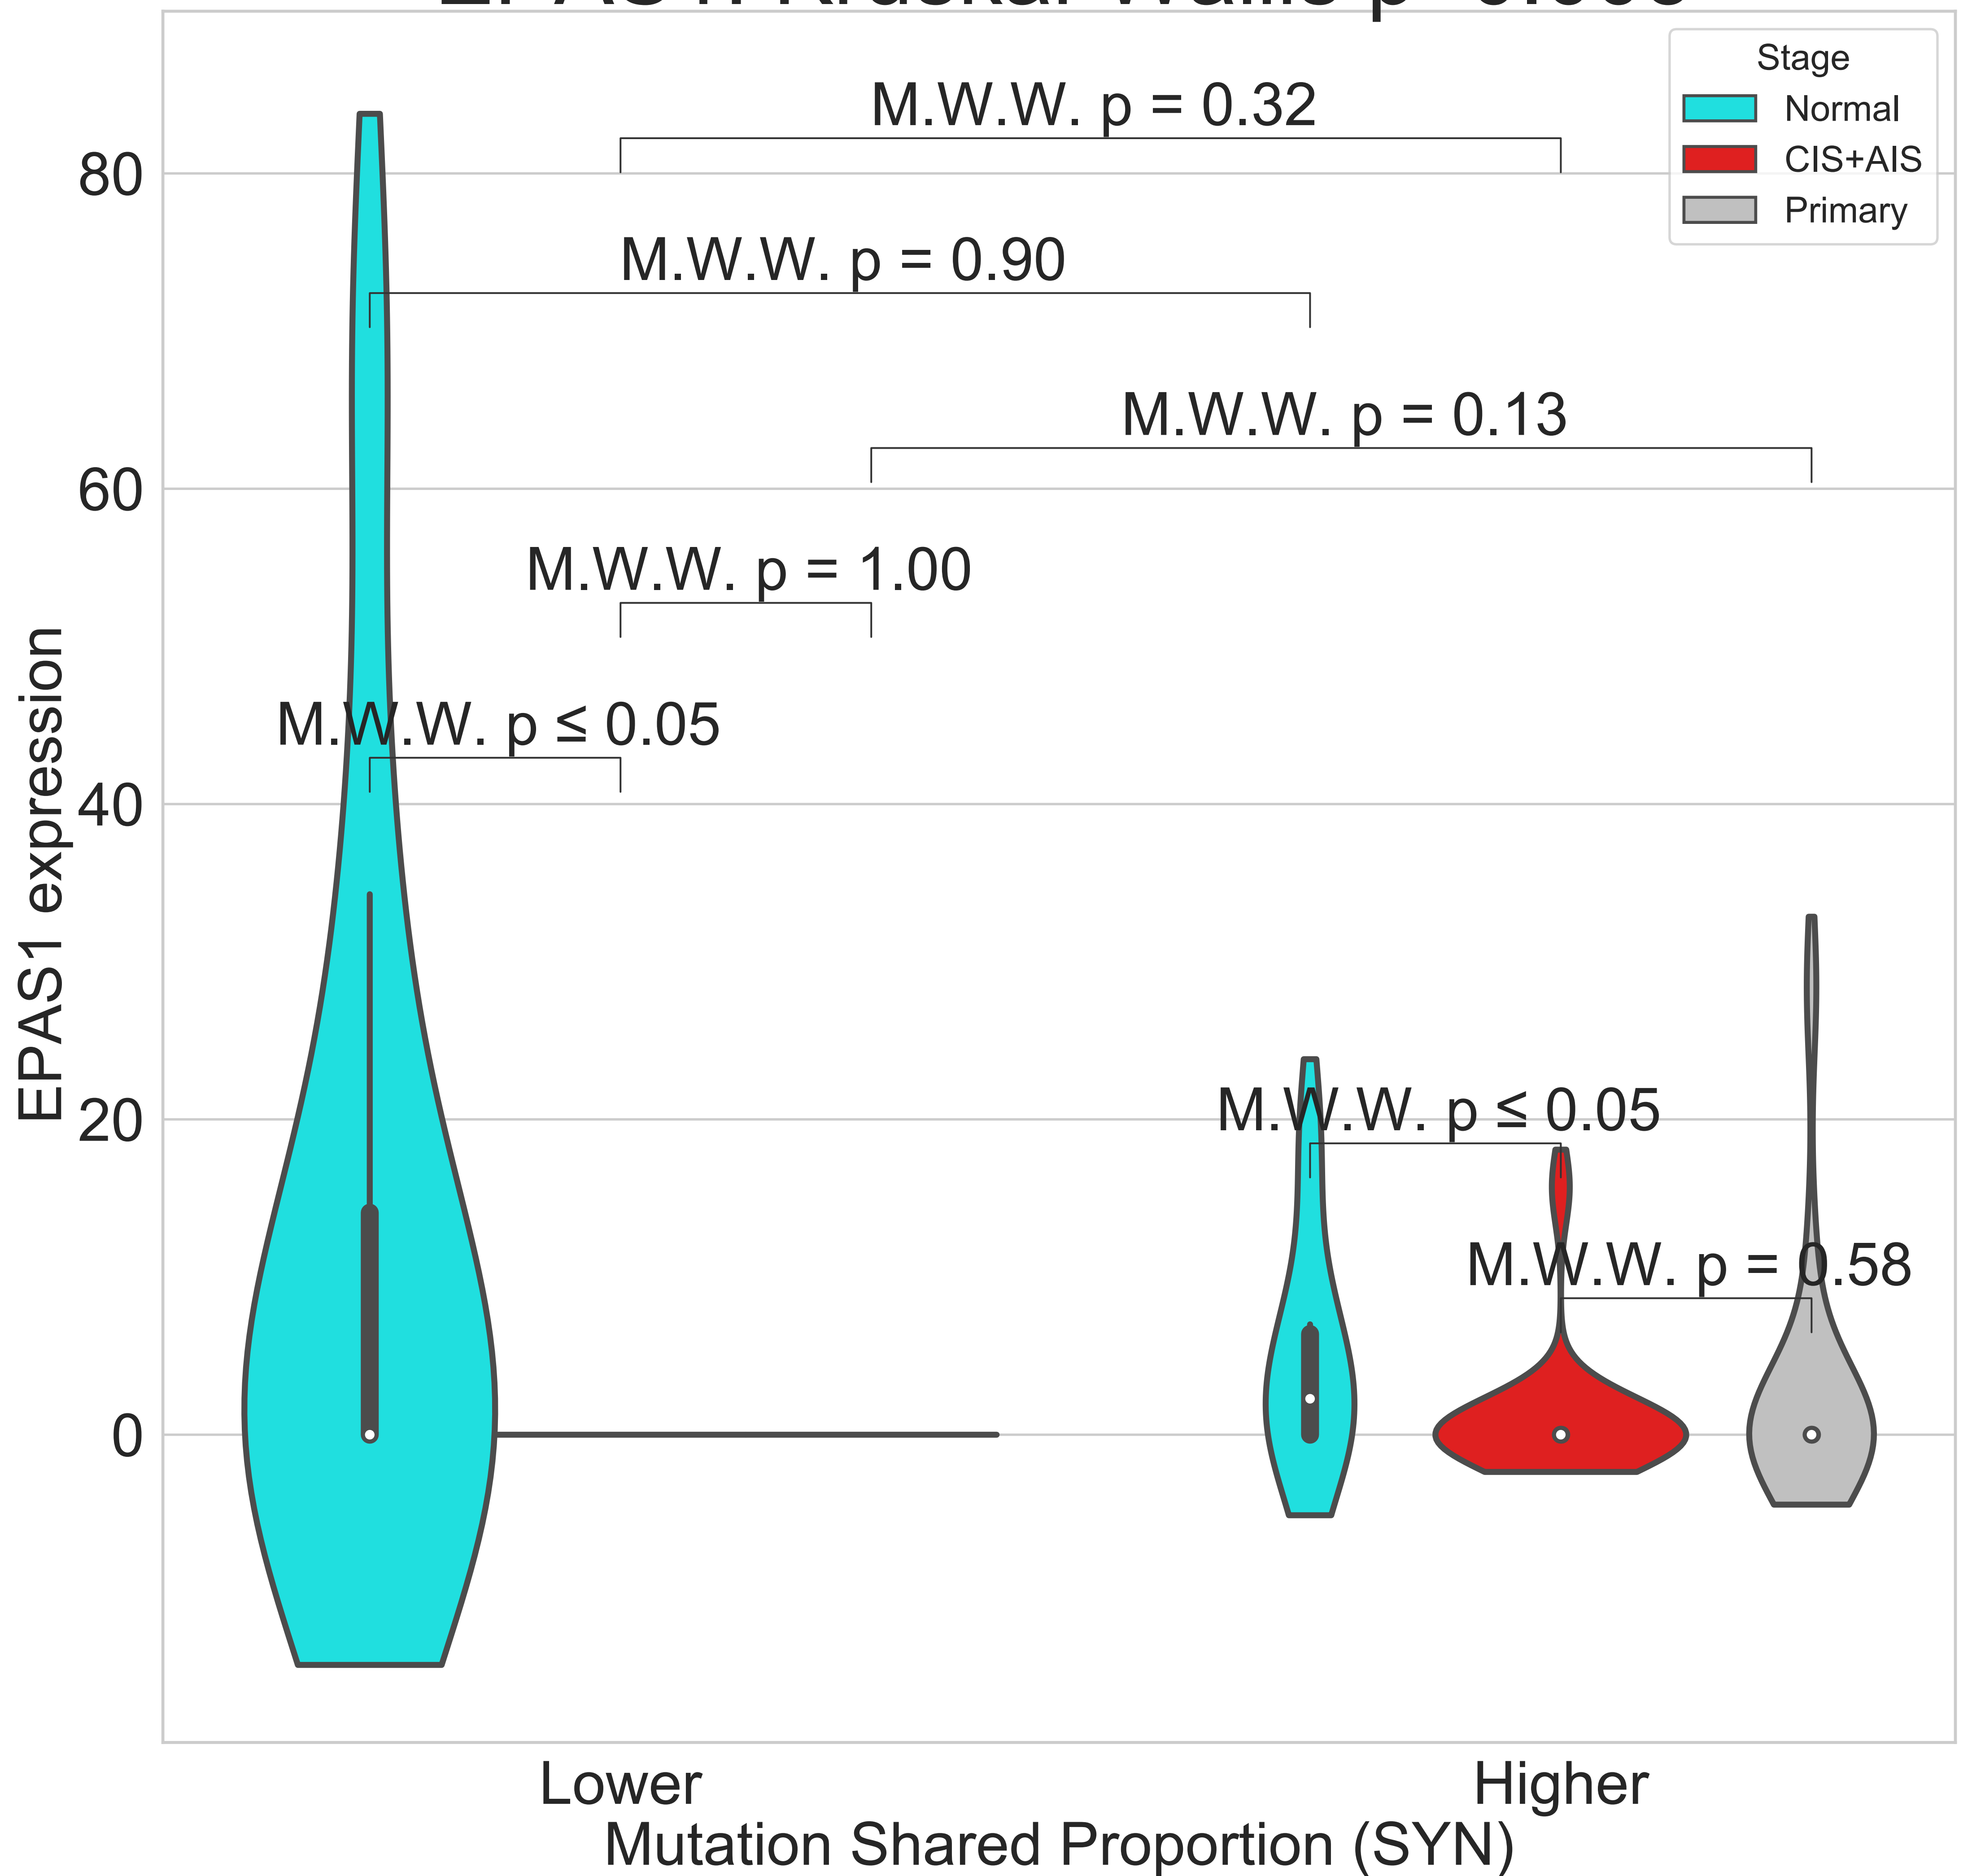 Stage
Normal
CIS+AIS
Primary
M.W.W. p = 0.32
M.W.W. p = 0.90
M.W.W. p = 0.13
M.W.W. p = 1.00
M.W.W. p ≤ 0.05
M.W.W. p ≤ 0.05
M.W.W. p = 0.58
80
60
40
20
0
EPAS1 expression
Lower
Higher
Mutation Shared Proportion (SYN)